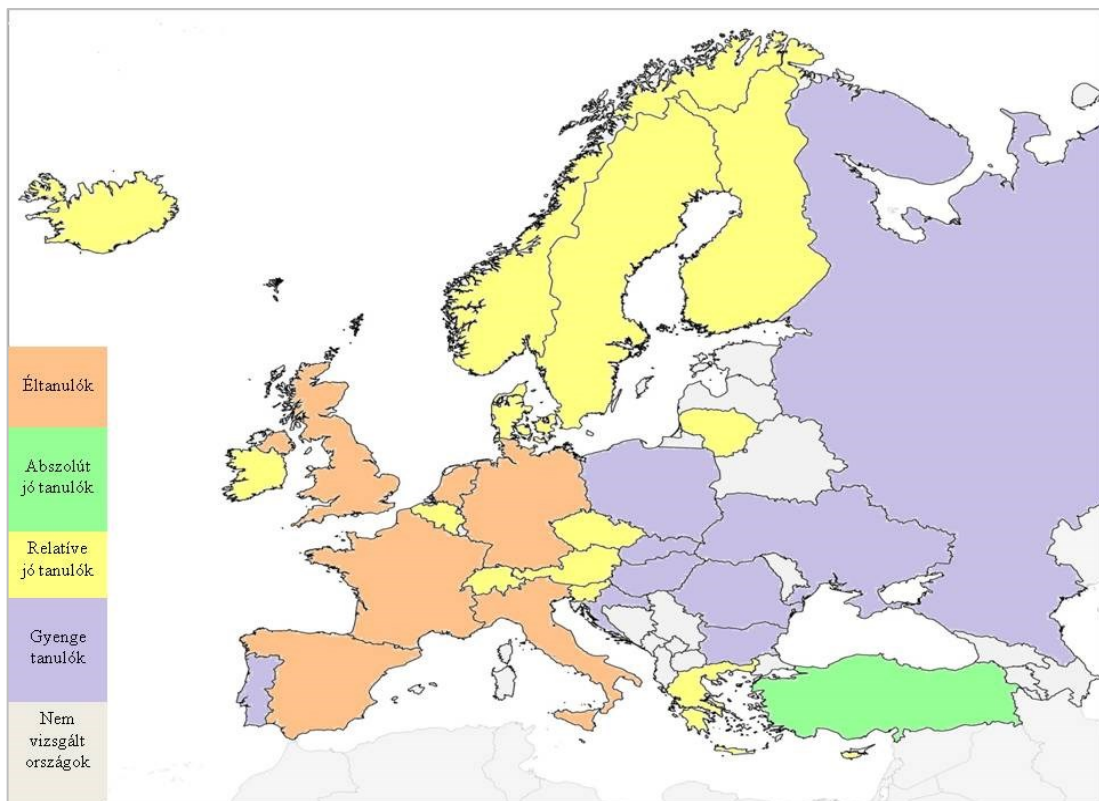 Éltanulók
Abszolút
jó tanulók
Relatíve
jó tanulók
Gyenge
tanulók
Nem
vizsgált
országok